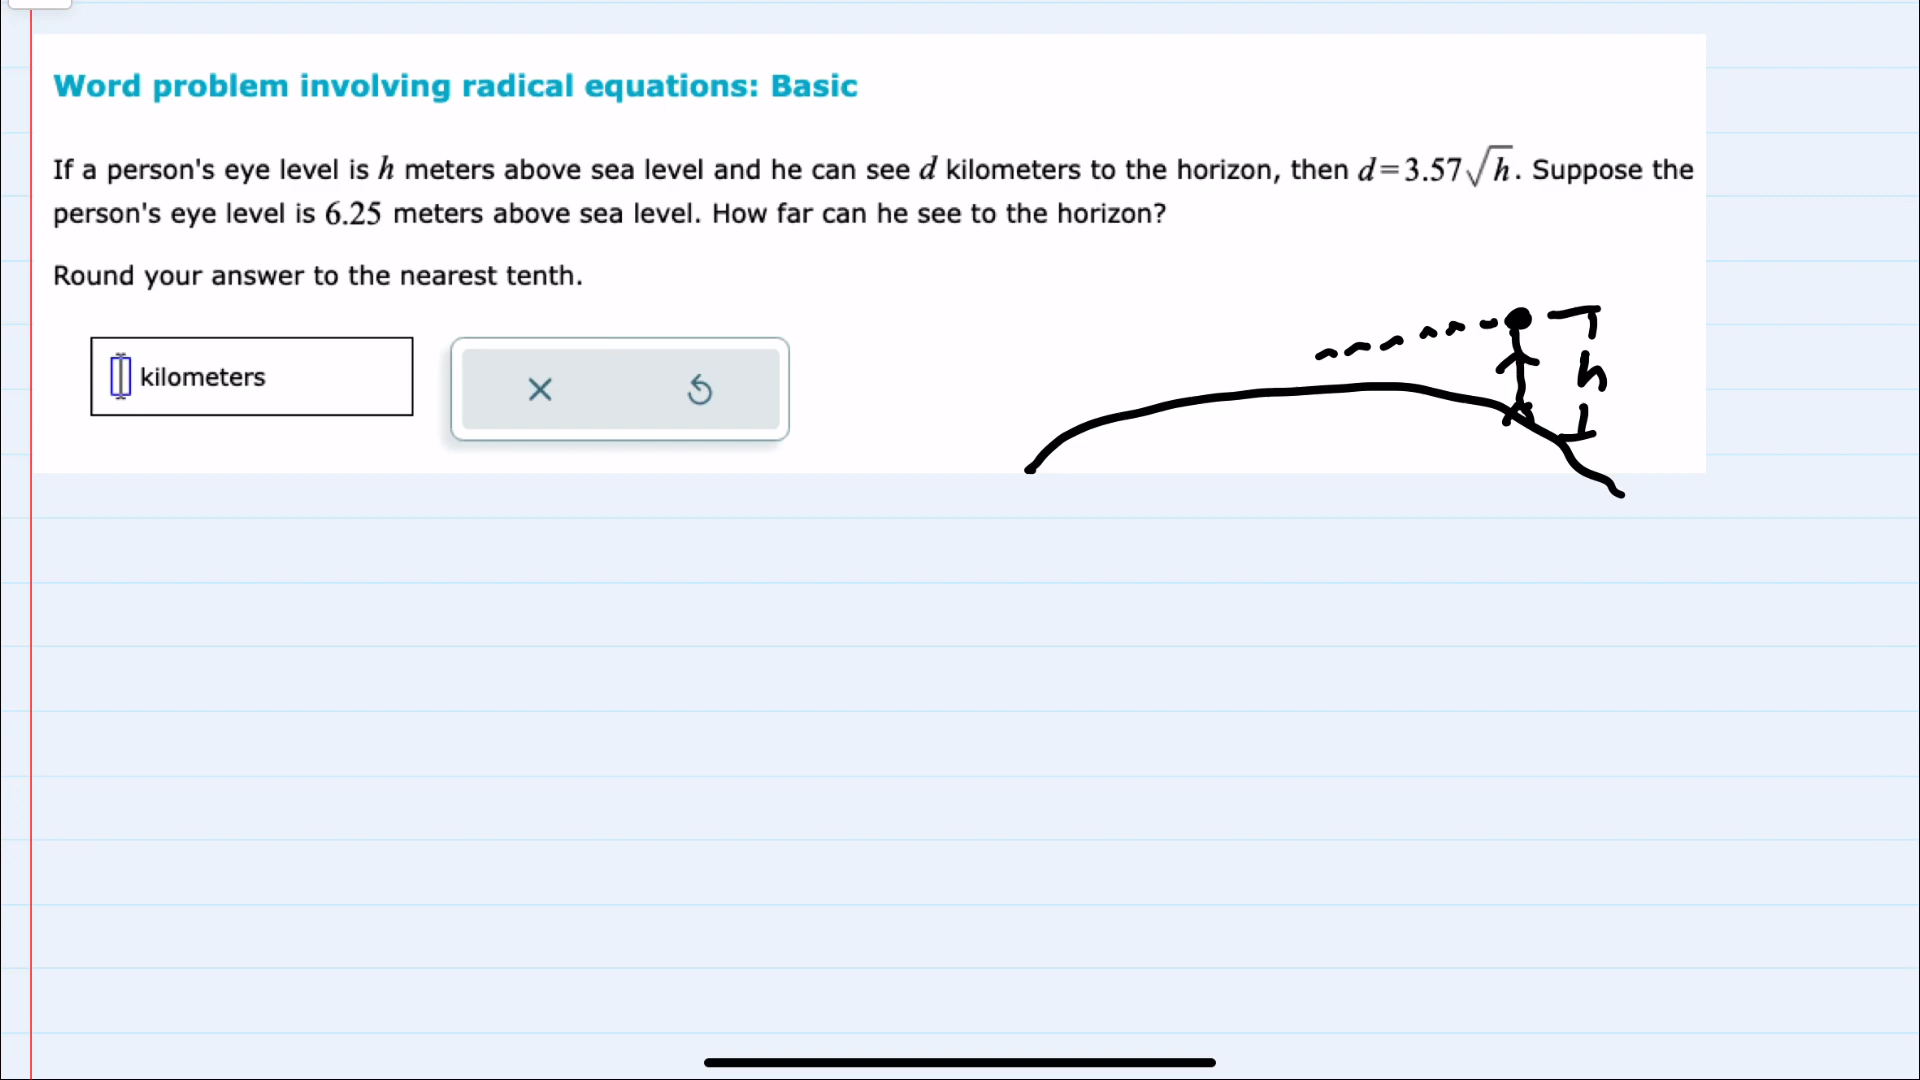 Word problem involving radical equations: Basic
If a person's eye level is h meters above sea level and he can see d kilometers to the horizon, then d=3.57√h. Suppose the
person's eye level is 6.25 meters above sea level. How far can he see to the horizon?
Round your answer to the nearest tenth.
kilometers
h